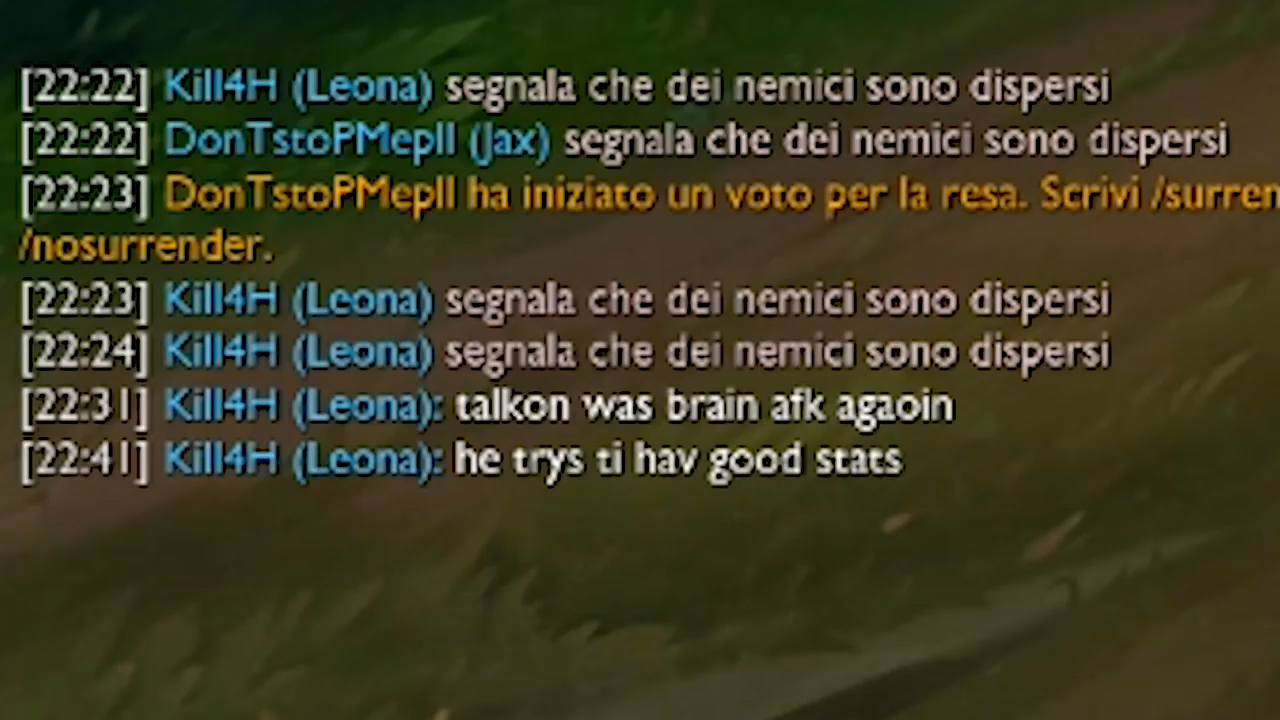 [22:22] Kill4H (Leona) segnala che dei nemici sono dispersi
[22:22] DonTstoPMepll (Jax) segnala che dei nemici sono dispersi
[22:23] DonTstoPMepll ha iniziato un voto per la resa. Scrivi /surren
/nosurrender.
[22:23] Kill4H (Leona) segnala che dei nemici sono dispersi
[22:24] Kill4H (Leona) segnala che dei nemici sono dispersi
[22:31] Kill4H (Leona): talkon was brain afk agaoin
[22:41] Kill4H (Leona): he trys ti hav good stats